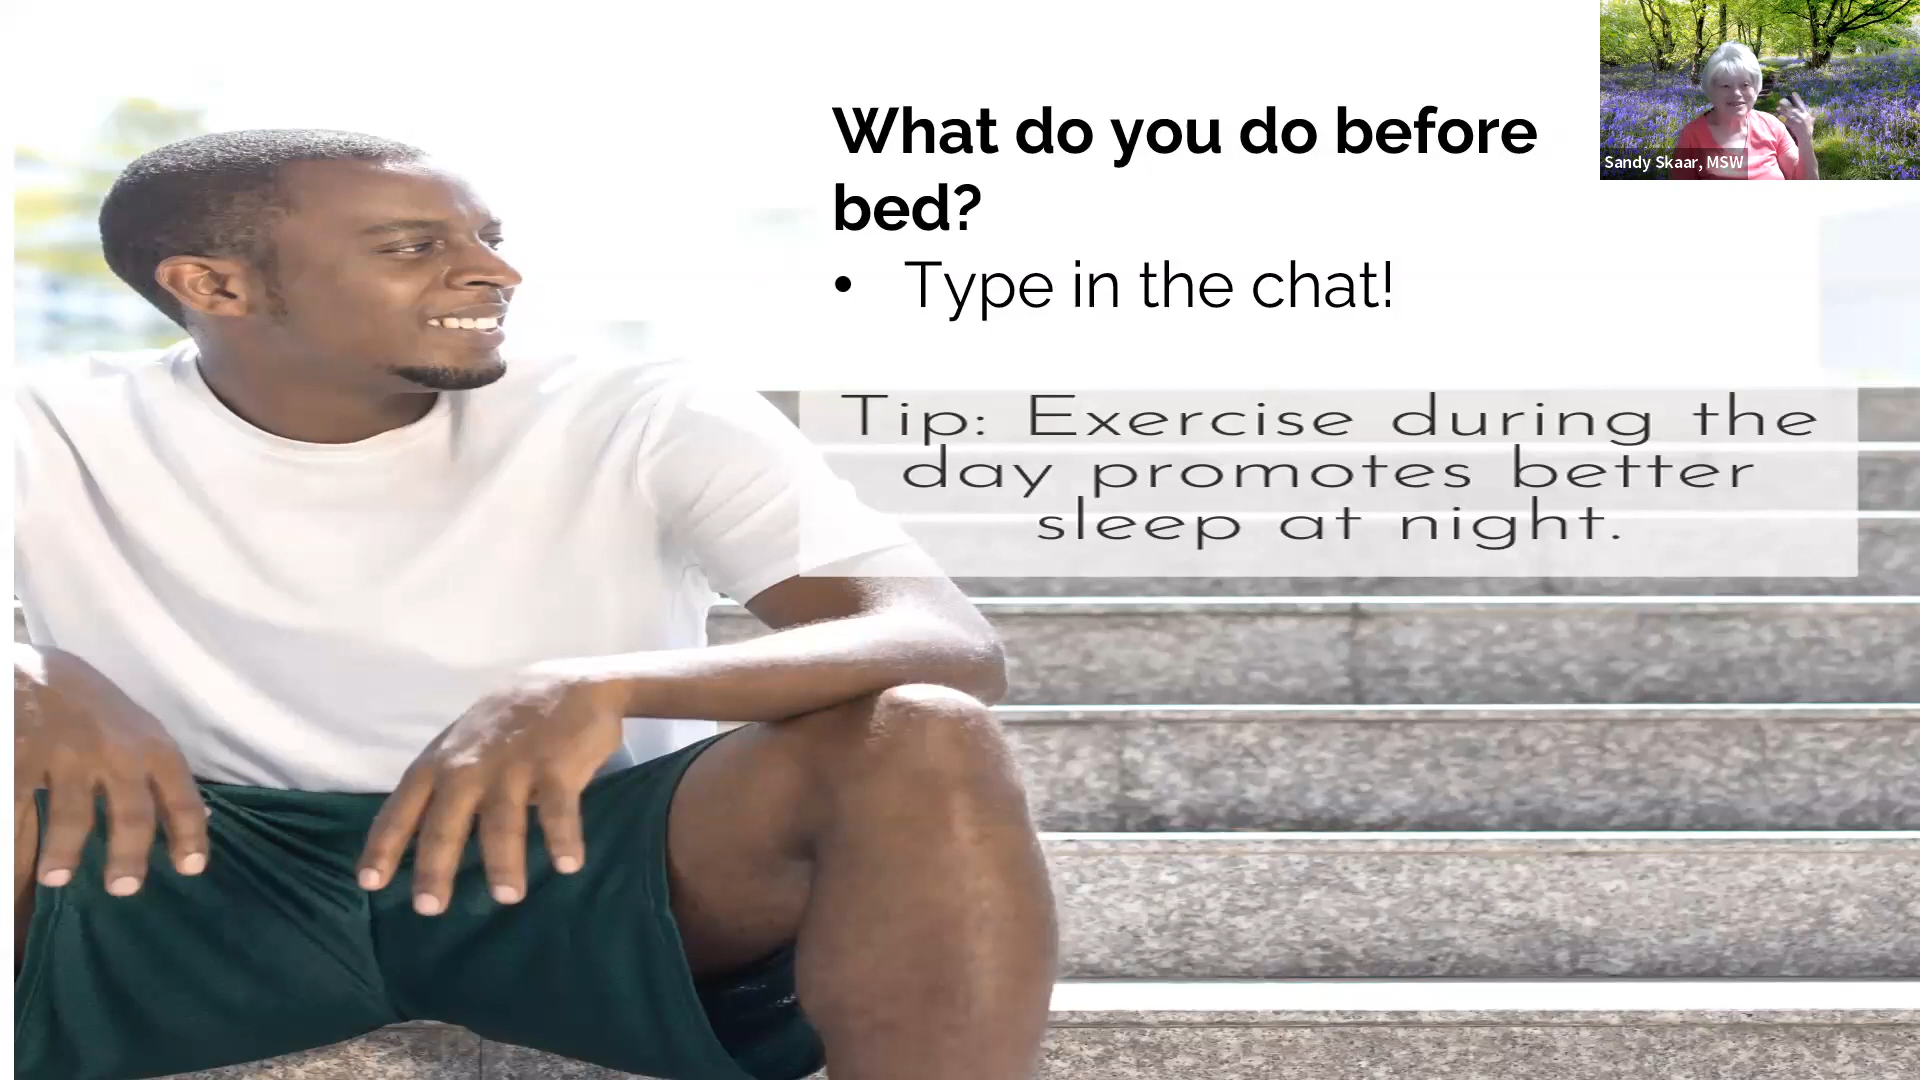 What do you do before
bed?
• Type in the chat!
Tip: Exercise during the
day promotes better
sleep at night.
Sandy Skaar, MSW